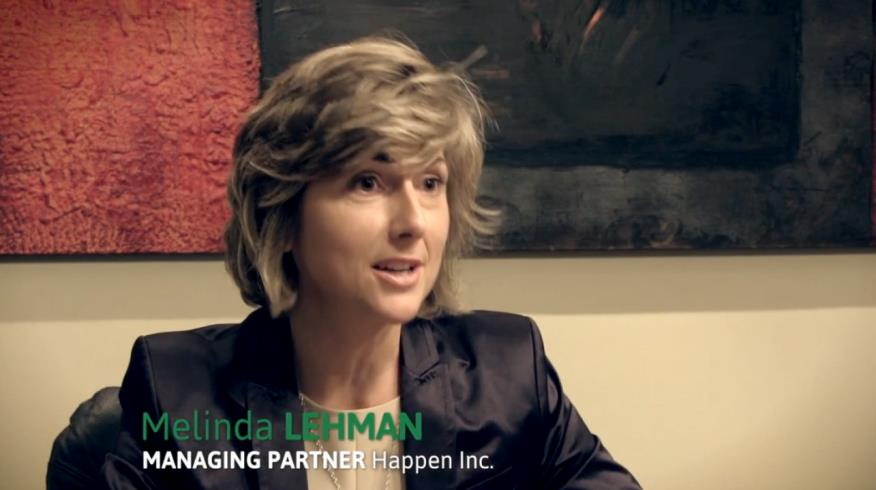 Melinda LEHMAN
MANAGING PARTNER Happen Inc.